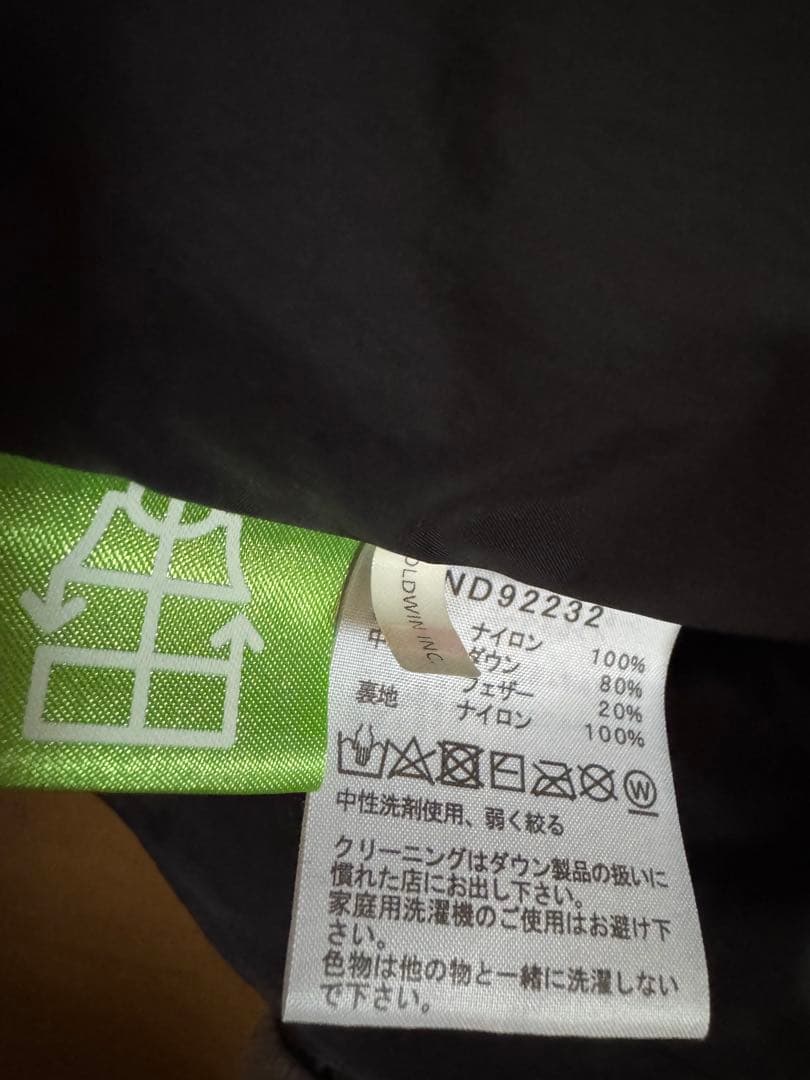 OLDWIN INC.
ND92232
ナイロン 100%
中 ダウン 80%
フェザー 20%
裏地 ナイロン 100%
W
中性洗剤使用、弱く絞る
クリーニングはダウン製品の扱いに
慣れた店にお出し下さい。
家庭用洗濯機のご使用はお避け下
さい。
色物は他の物と一緒に洗濯しない
で下さい。